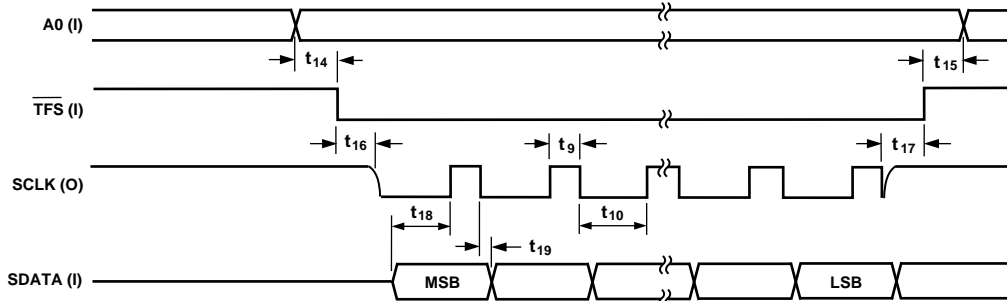 A0 (I)
t14
t15
TFS (I)
t16
t9
t17
SCLK (O)
t18
t10
t19
SDATA (I)
MSB
LSB